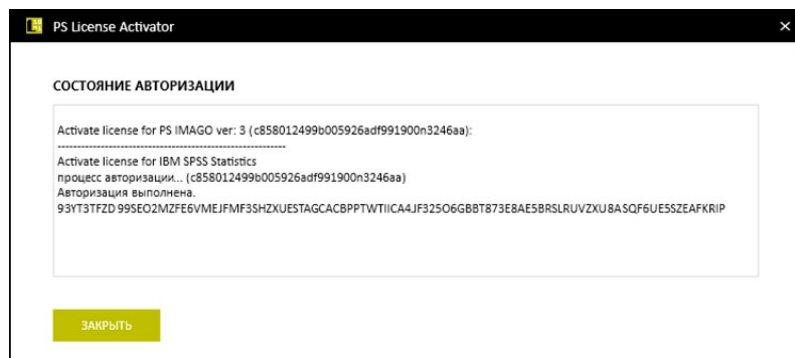 PS License Activator
СОСТОЯНИЕ АВТОРИЗАЦИИ
Activate license for PS IMAGO ver: 3 (c858012499b005926adf991900n3246aa):
------------------------------------------------------------
Activate license for IBM SPSS Statistics
процесс авторизации... (c858012499b005926adf991900n3246aa)
Авторизация выполнена.
93YT3TFZD99SEO2MZFE6VMEJFMF3SHZXUESTAGCACBPPTWTIICA4JF325O6GBBT873E8AE5BRSLRUVZXU8ASQF6UE5SZEAFKRIP
ЗАКРЫТЬ